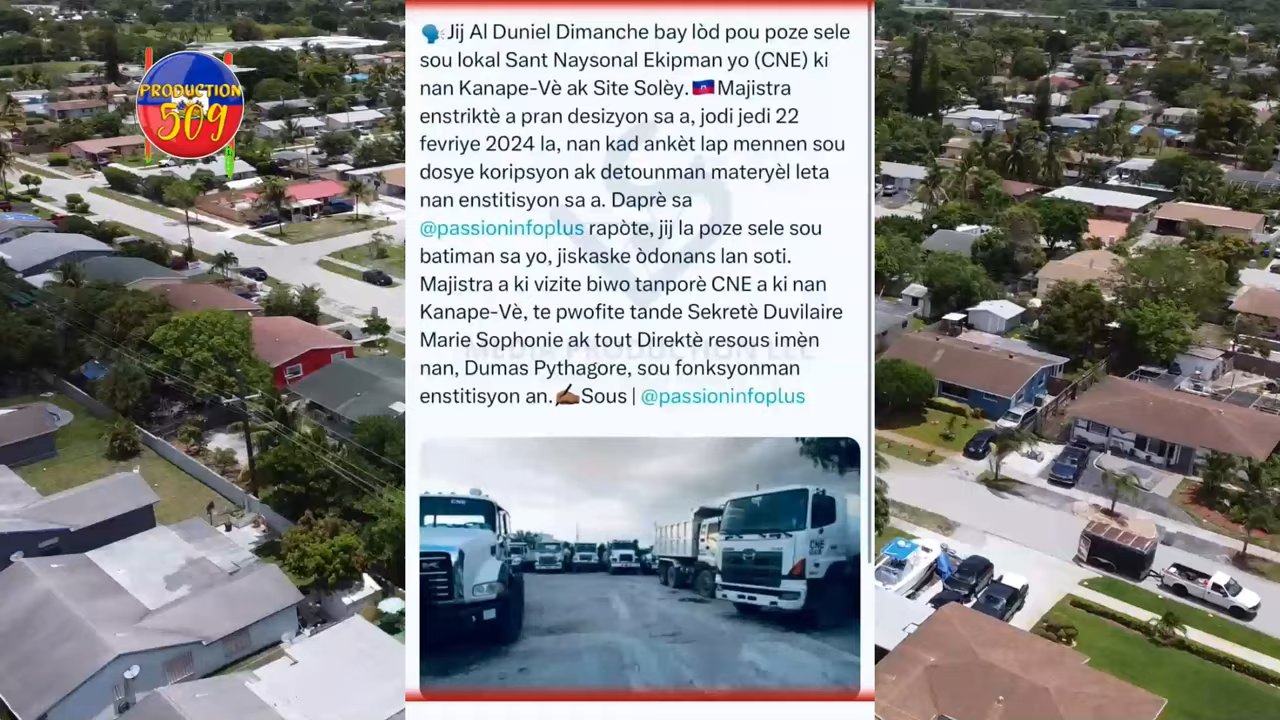 PRODUCTION
509
🗣️Jij Al Duniel Dimanche bay lòd pou poze sele
sou lokal Sant Naysonal Ekipman yo (CNE) ki
nan Kanape-Vè ak Site Solèy.🇭🇹Majistra
enstriktè a pran desizyon sa a, jodi jedi 22
fevriye 2024 la, nan kad ankèt lap mennen sou
dosye koripsyon ak detounman materyèl leta
nan enstitisyon sa a. Daprè sa
@passioninfoplus rapòte, jij la poze sele sou
batiman sa yo, jiskaske òdonans lan soti.
Majistra a ki vizite biwo tanporè CNE a ki nan
Kanape-Vè, te pwofite tande Sekretè Duvilaire
Marie Sophonie ak tout Direktè resous imèn
nan, Dumas Pythagore, sou fonksyonman
enstitisyon an.✍🏾Sous | @passioninfoplus
CNE
CNE